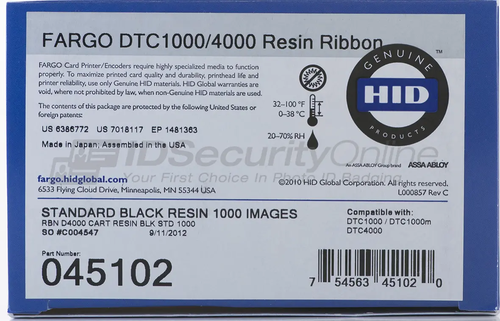 FARGO DTC1000/4000 Resin Ribbon
FARGO Card Printer/Encoders require highly specialized media to function
properly. To maximize printed card quality and durability, printhead life and
printer reliability, use only Genuine HID materials. HID Global warranties
are void, where not prohibited by law, when non-Genuine HID materials are used.
The contents of this package are protected by the following United States or
foreign patents:
US 6386772 US 7018117 EP 1481363
Made in Japan; Assembled in the USA
32-100°F
0-38°C
20-70% RH
GENUINE
HID
PRODUCTS
™
An ASSA ABLOY Group brand ASSA ABLOY
IDSecurityOnline
Your First Choice in Photo ID Badging
fargo.hidglobal.com
6533 Flying Cloud Drive, Minneapolis, MN 55344 USA
©2010 HID Global Corporation. All rights reserved.
L000857 Rev C
STANDARD BLACK RESIN 1000 IMAGES
RBN D4000 CART RESIN BLK STD 1000
SO #C004547 9/11/2012
Compatible with:
DTC1000 / DTC1000m
DTC4000
Part Number:
045102
7 54563 45102 0